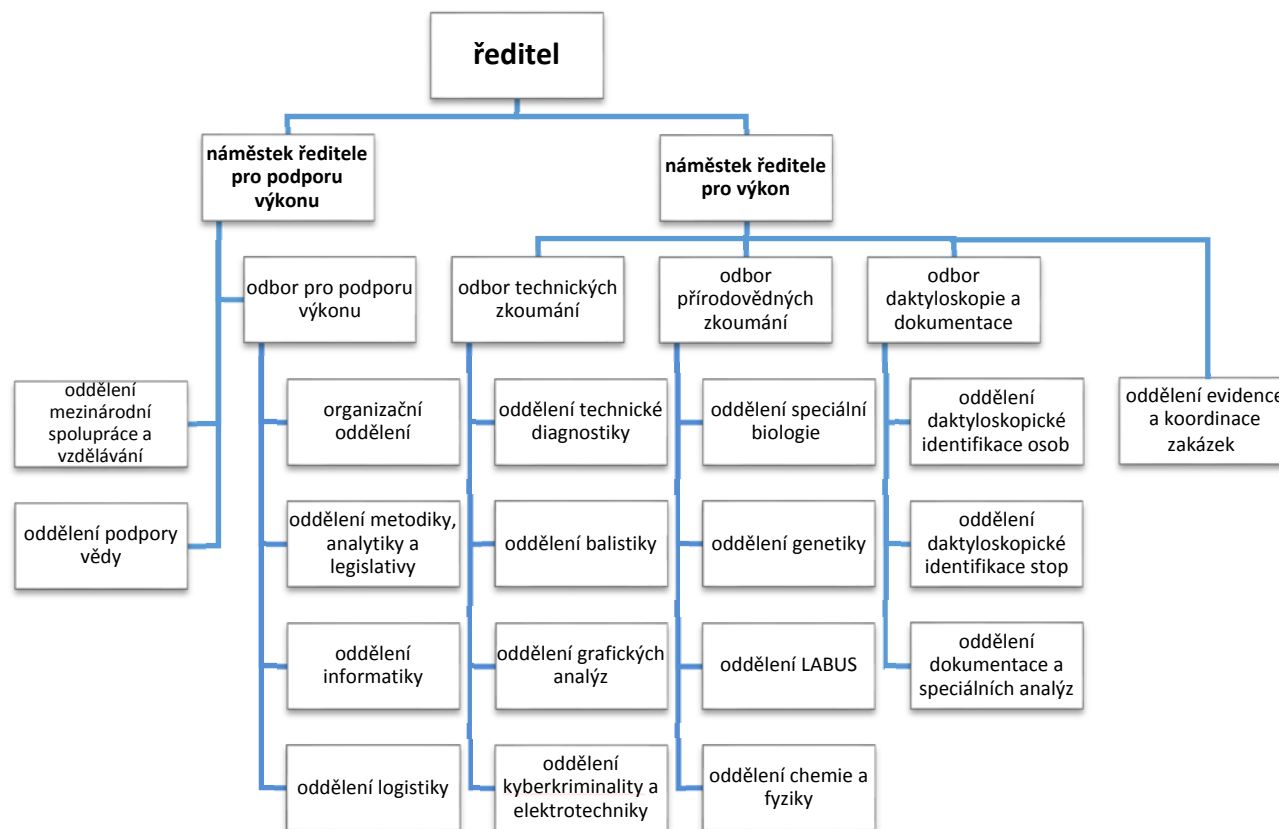 ředitel
náměstek ředitele
pro podporu
výkonu
náměstek ředitele
pro výkon
odbor pro podporu
výkonu
odbor technických
zkoumání
odbor
přírodovědných
zkoumání
odbor
daktyloskopie a
dokumentace
oddělení
mezinárodní
spolupráce a
vzdělávání
organizační
oddělení
oddělení technické
diagnostiky
oddělení speciální
biologie
oddělení
daktyloskopické
identifikace osob
oddělení evidence
a koordinace
zakázek
oddělení podpory
vědy
oddělení metodiky,
analytiky a
legislativy
oddělení balistiky
oddělení genetiky
oddělení
daktyloskopické
identifikace stop
oddělení
informatiky
oddělení grafických
analýz
oddělení LABUS
oddělení
dokumentace a
speciálních analýz
oddělení logistiky
oddělení
kyberkriminality a
elektrotechniky
oddělení chemie a
fyziky